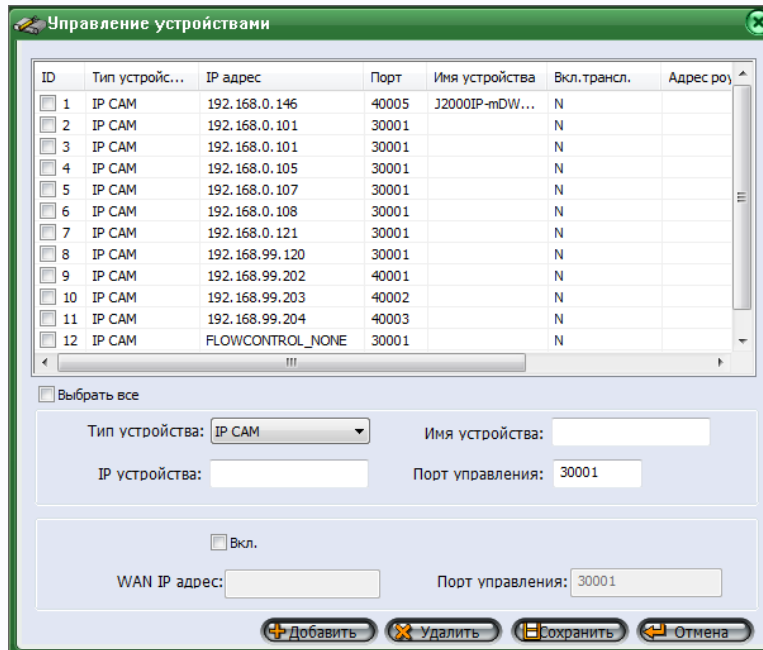 Управление устройствами
ID Тип устройс... IP адрес Порт Имя устройства Вкл.трансл. Адрес роу
1 IP CAM 192.168.0.146 40005 J2000IP-mDW... N
2 IP CAM 192.168.0.101 30001 N
3 IP CAM 192.168.0.101 30001 N
4 IP CAM 192.168.0.105 30001 N
5 IP CAM 192.168.0.107 30001 N
6 IP CAM 192.168.0.108 30001 N
7 IP CAM 192.168.0.121 30001 N
8 IP CAM 192.168.99.120 30001 N
9 IP CAM 192.168.99.202 40001 N
10 IP CAM 192.168.99.203 40002 N
11 IP CAM 192.168.99.204 40003 N
12 IP CAM FLOWCONTROL_NONE 30001 N
Выбрать все
Тип устройства: IP CAM Имя устройства:
IP устройства: Порт управления: 30001
Вкл.
WAN IP адрес: Порт управления: 30001
Добавить Удалить Сохранить Отмена